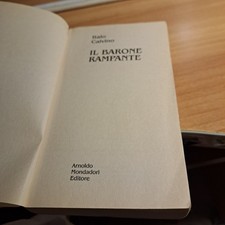 Italo
Calvino
IL BARONE
RAMPANTE
Arnoldo
Mondadori
Editore